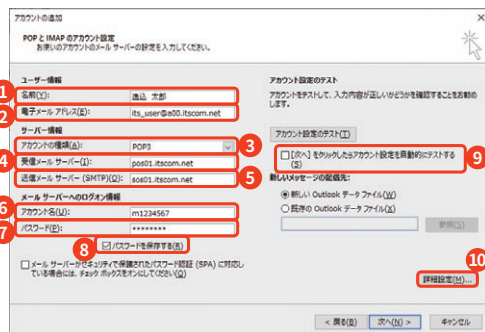 アカウントの追加
POP と IMAP のアカウント設定
お使いのアカウントのメール サーバーの設定を入力してください。
ユーザー情報
1 名前(Y): 逸込 太郎
2 電子メール アドレス(E): its_user@a00.itscom.net
サーバー情報
アカウントの種類(A): POP3 3
4 受信メール サーバー(I): pos01.itscom.net
送信メール サーバー (SMTP)(O): sos01.itscom.net 5
メール サーバーへのログオン情報
6 アカウント名(U): m1234567
7 パスワード(P): ********
8 パスワードを保存する(R)
メール サーバーがセキュリティで保護されたパスワード認証 (SPA) に対応し
ている場合には、チェック ボックスをオンにしてください(Q)
アカウント設定のテスト
アカウントをテストして、入力内容が正しいかどうかを確認することをお勧め
します。
アカウント設定のテスト(T)
[次へ] をクリックしたらアカウント設定を自動的にテストする
(S) 9
新しいメッセージの配信先:
新しい Outlook データ ファイル(W)
既存の Outlook データ ファイル(X)
参照(S)
10
詳細設定(M)...
< 戻る(B) 次へ(N) > キャンセル